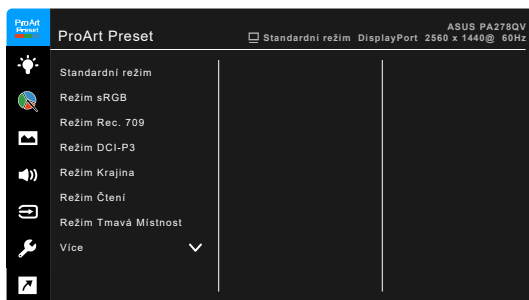 ProArt
Preset
ProArt Preset
ASUS PA278QV
Standardní režim DisplayPort 2560 x 1440@ 60Hz
Standardní režim
Režim sRGB
Režim Rec. 709
Režim DCI-P3
Režim Krajina
Režim Čtení
Režim Tmavá Místnost
Více